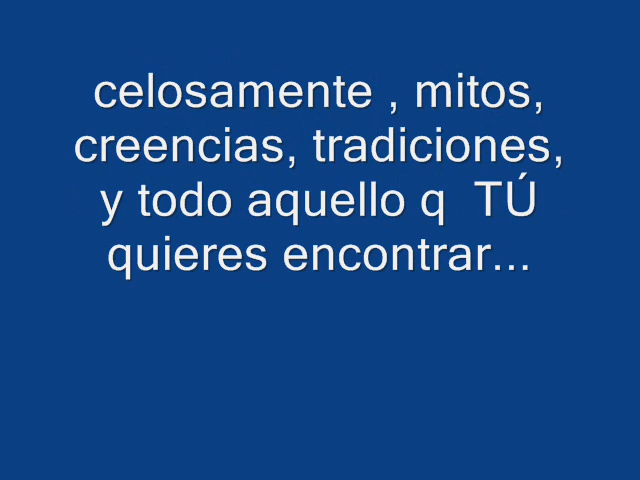 celosamente , mitos,
creencias, tradiciones,
y todo aquello q  TÚ
quieres encontrar...